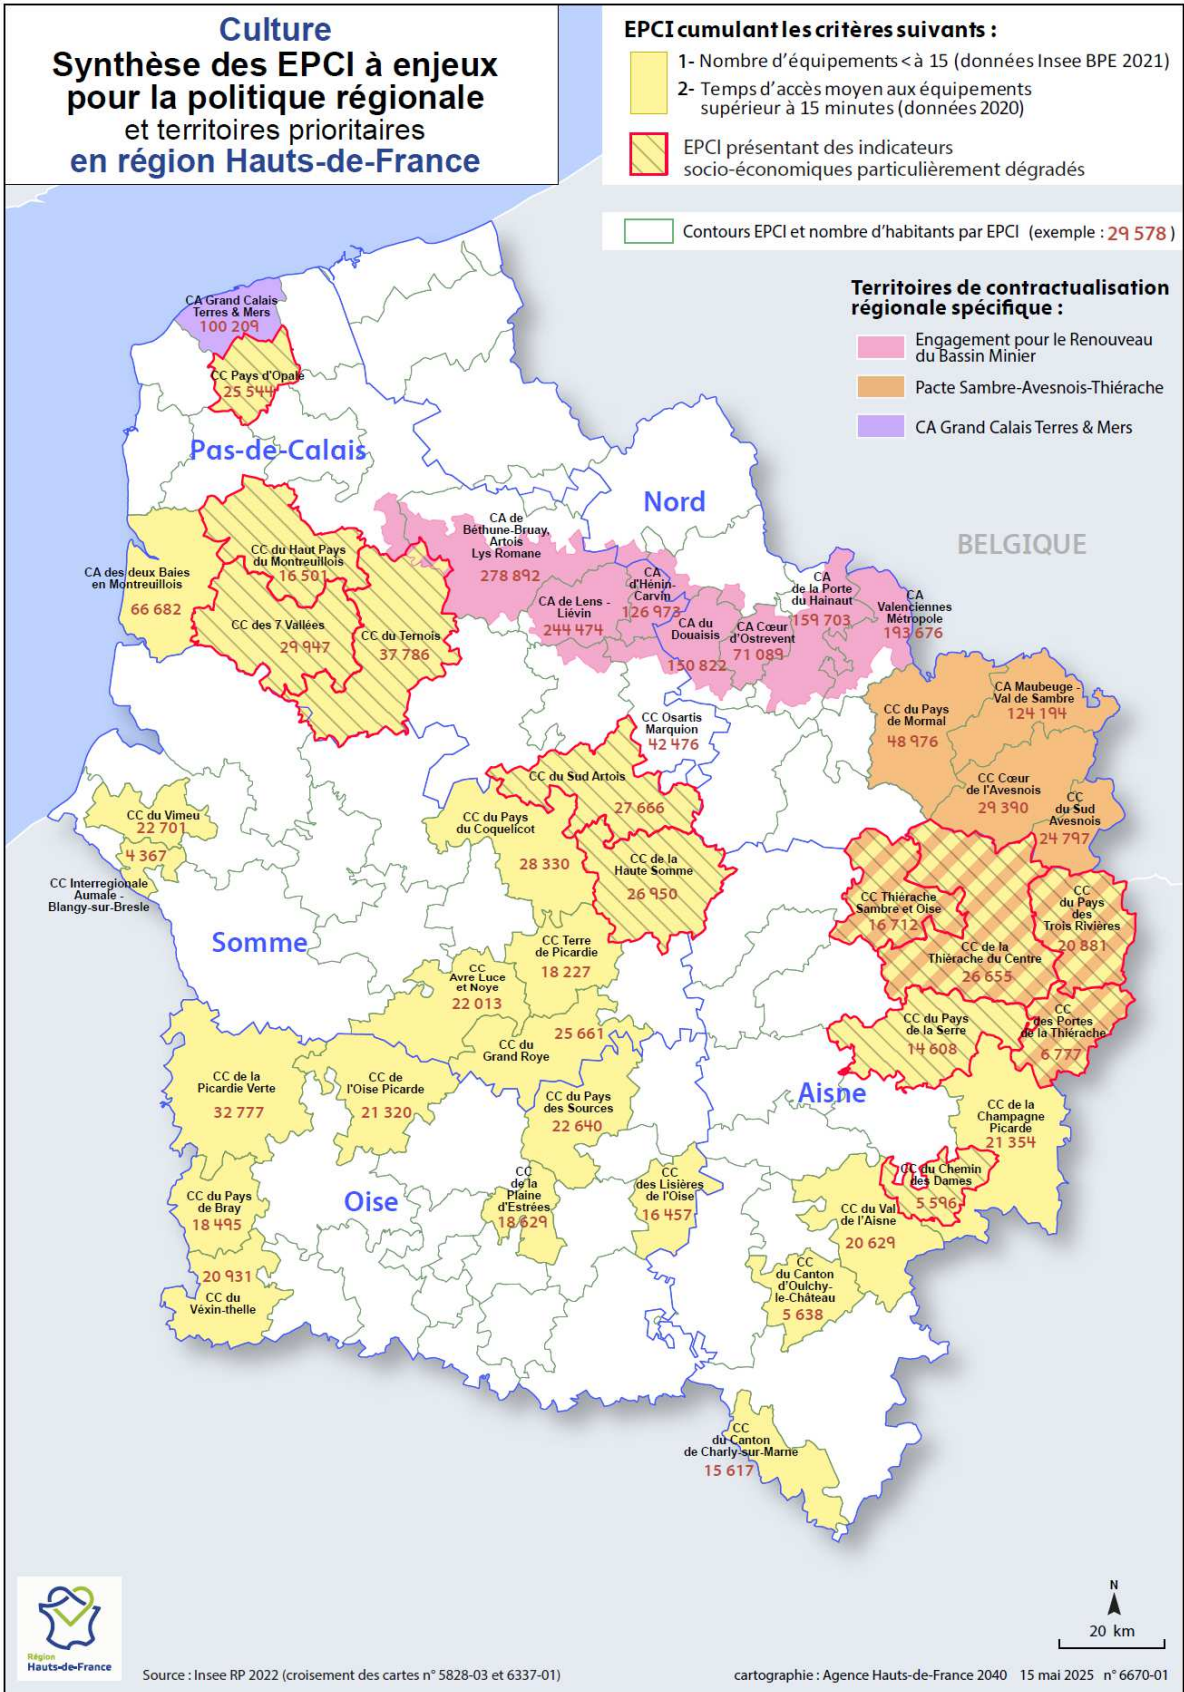 Culture
Synthèse des EPCI à enjeux
pour la politique régionale
et territoires prioritaires
en région Hauts-de-France
EPCI cumulant les critères suivants :
1- Nombre d'équipements < à 15 (données Insee BPE 2021)
2- Temps d'accès moyen aux équipements
supérieur à 15 minutes (données 2020)
EPCI présentant des indicateurs
socio-économiques particulièrement dégradés
Contours EPCI et nombre d'habitants par EPCI (exemple : 29 578 )
Territoires de contractualisation
régionale spécifique :
Engagement pour le Renouveau
du Bassin Minier
Pacte Sambre-Avesnois-Thiérache
CA Grand Calais Terres & Mers
CA Grand Calais
Terres & Mers
100 209
CC Pays d'Opale
25 544
Pas-de-Calais
Nord
BELGIQUE
CA de
Béthune-Bruay,
Artois
Lys Romane
278 892
CC du Haut Pays
du Montreuillois
16 501
CA des deux Baies
en Montreuillois
66 682
CC des 7 Vallées
29 947
CC du Ternois
37 786
CA de Lens -
Liévin
244 474
CA
d'Hénin-
Carvin
126 973
CA du
Douaisis
150 822
CA Cœur
d'Ostrevent
71 089
CA
de la Porte
du Hainaut
159 703
CA
Valenciennes
Métropole
193 676
CA Maubeuge -
Val de Sambre
124 194
CC du Pays
de Mormal
48 976
CC Cœur
de l'Avesnois
29 390
CC
du Sud
Avesnois
24 797
CC Osartis
Marquion
42 476
CC du Sud Artois
27 666
CC du Pays
du Coquelicot
28 330
CC de la
Haute Somme
26 950
CC du Vimeu
22 701
4 367
CC Interregionale
Aumale -
Blangy-sur-Bresle
Somme
CC Thiérache
Sambre et Oise
16 712
CC
du Pays
des
Trois Rivières
20 881
CC de la
Thiérache du Centre
26 655
CC Terre
de Picardie
18 227
CC
Avre Luce
et Noye
22 013
25 661
CC du
Grand Roye
CC du Pays
de la Serre
14 608
CC
des Portes
de la Thiérache
6 777
CC de la
Picardie Verte
32 777
CC de
l'Oise Picarde
21 320
CC du Pays
des Sources
22 640
Aisne
CC de la
Champagne
Picarde
21 354
CC du Chemin
des Dames
5 596
CC du Pays
de Bray
18 495
Oise
CC
de la
Plaine
d'Estrées
18 629
CC
des Lisières
de l'Oise
16 457
CC du Val
de l'Aisne
20 629
20 931
CC du
Véxin-thelle
CC
du Canton
d'Oulchy-
le-Château
5 638
CC
du Canton
de Charly-sur-Marne
15 617
N
20 km
Région
Hauts-de-France
Source : Insee RP 2022 (croisement des cartes n° 5828-03 et 6337-01)
cartographie : Agence Hauts-de-France 2040 15 mai 2025 n° 6670-01